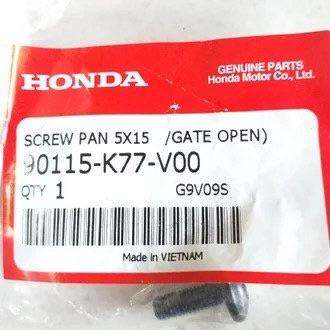 HONDA
GENUINE PARTS
Honda Motor Co., Inc.
SCREW PAN 5X15 /GATE OPEN)
90115-K77-V00
QTY 1 G9V09S
Made in VIETNAM